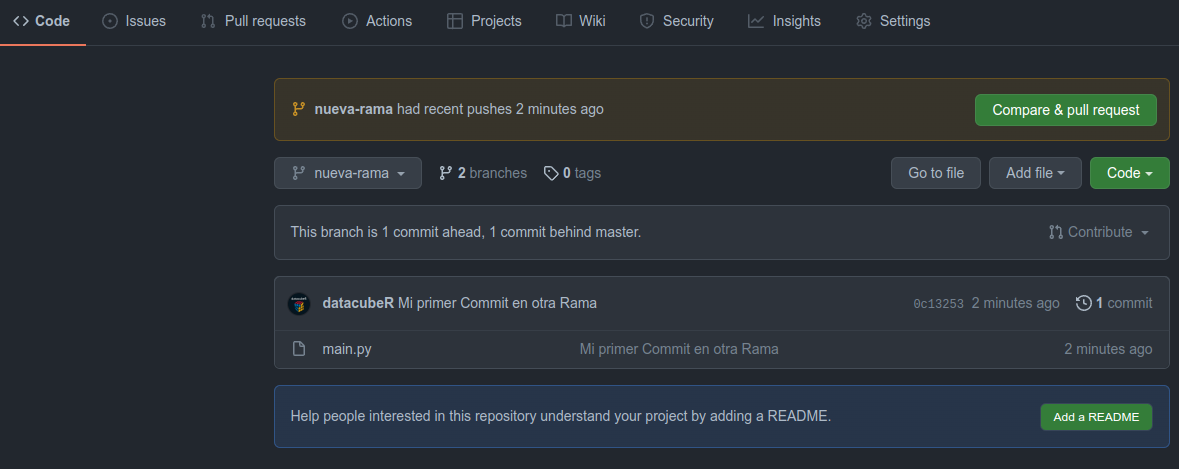 Code Issues Pull requests Actions Projects Wiki Security Insights Settings
nueva-rama had recent pushes 2 minutes ago Compare & pull request
nueva-rama 2 branches 0 tags Go to file Add file Code
This branch is 1 commit ahead, 1 commit behind master. Contribute
datacubeR Mi primer Commit en otra Rama 0c13253 2 minutes ago 1 commit
main.py Mi primer Commit en otra Rama 2 minutes ago
Help people interested in this repository understand your project by adding a README. Add a README